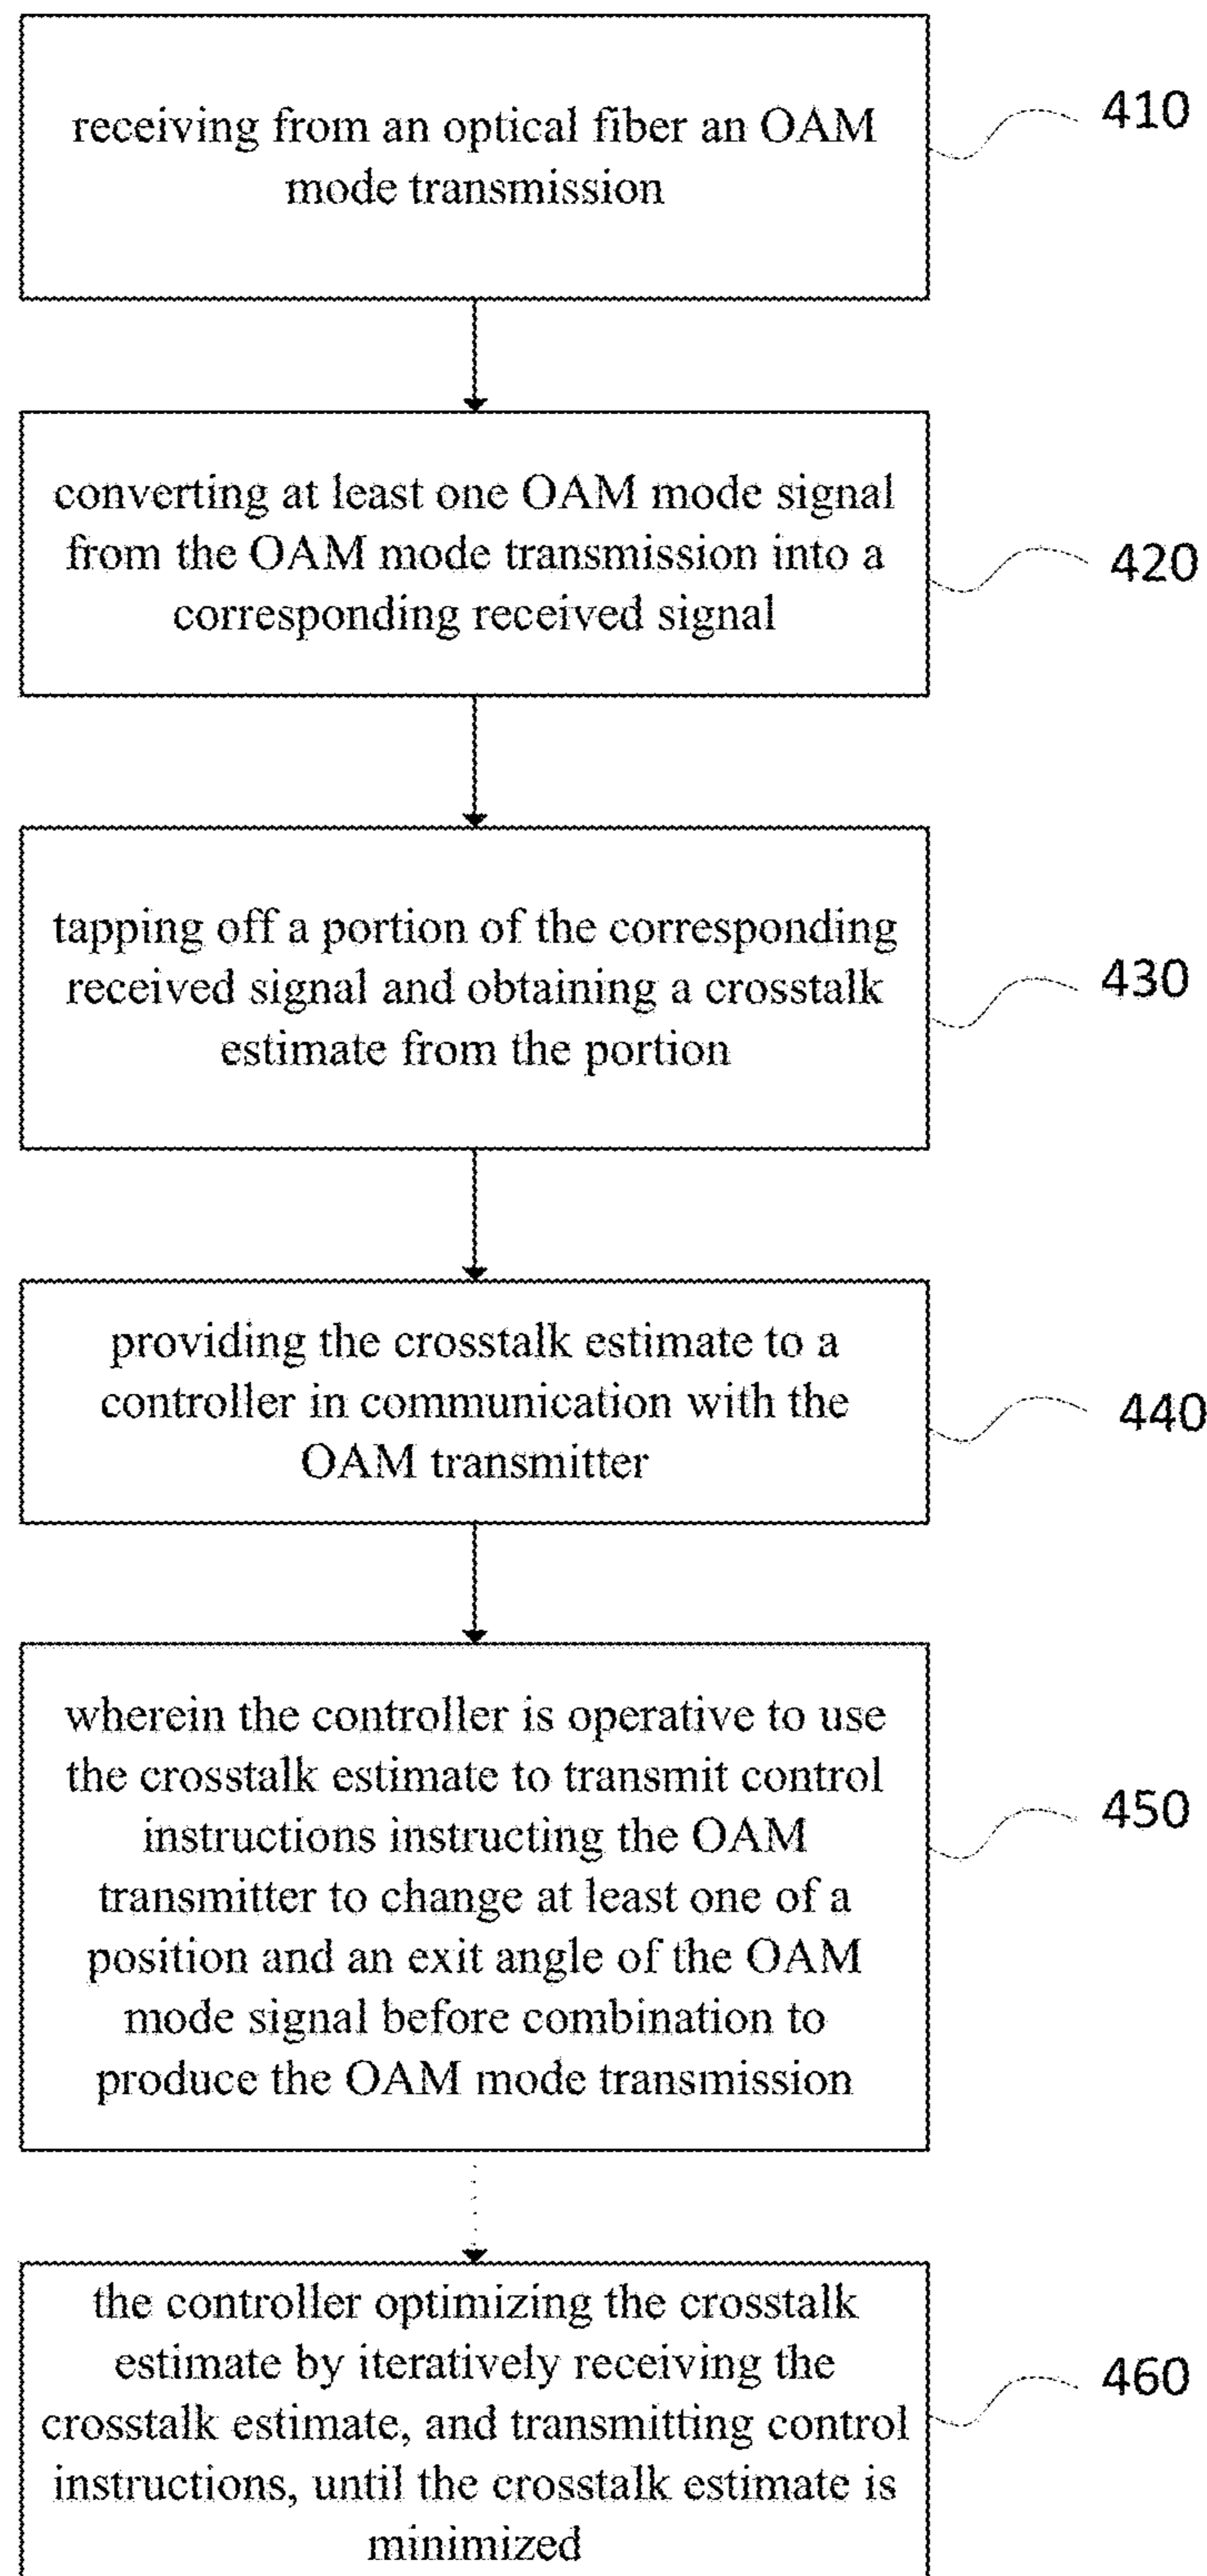 receiving from an optical fiber an OAM
mode transmission
410
converting at least one OAM mode signal
from the OAM mode transmission into a
corresponding received signal
420
tapping off a portion of the corresponding
received signal and obtaining a crosstalk
estimate from the portion
430
providing the crosstalk estimate to a
controller in communication with the
OAM transmitter
440
wherein the controller is operative to use
the crosstalk estimate to transmit control
instructions instructing the OAM
transmitter to change at least one of a
position and an exit angle of the OAM
mode signal before combination to
produce the OAM mode transmission
450
the controller optimizing the crosstalk
estimate by iteratively receiving the
crosstalk estimate, and transmitting control
instructions, until the crosstalk estimate is
minimized
460